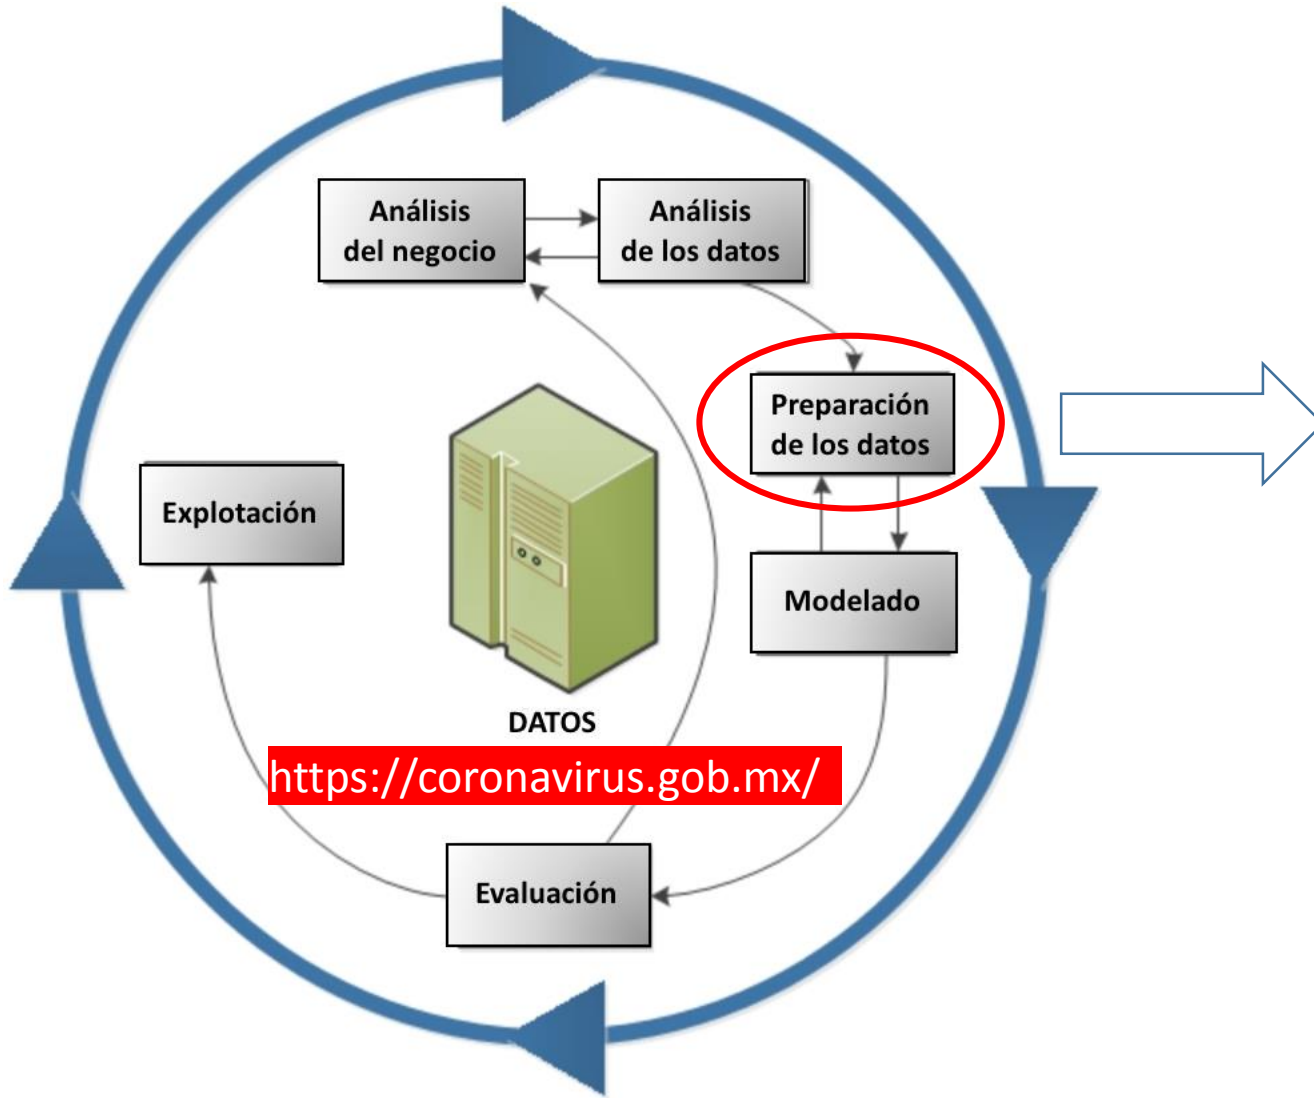 Análisis
del negocio
Análisis
de los datos
Preparación
de los datos
Explotación
Modelado
DATOS
https://coronavirus.gob.mx/
Evaluación